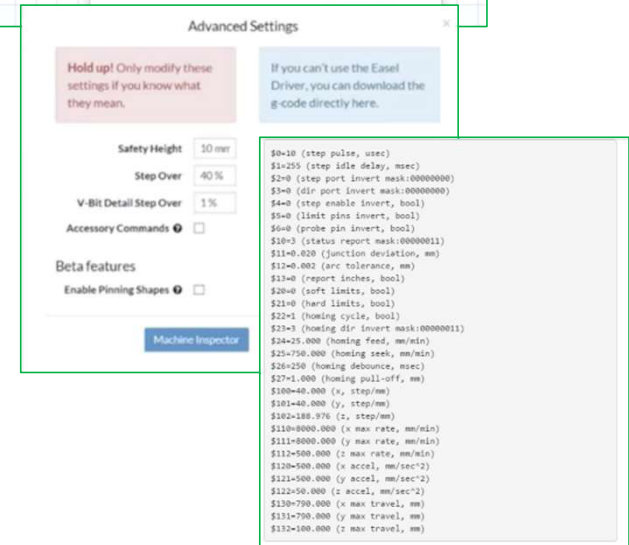 Advanced Settings
×
Hold up! Only modify these
settings if you know what
they mean.
If you can't use the Easel
Driver, you can download the
g-code directly here.
Safety Height 10 mm
Step Over 40 %
V-Bit Detail Step Over 1 %
Accessory Commands ?
Beta features
Enable Pinning Shapes ?
Machine Inspector
$0=10 (step pulse, usec)
$1=255 (step idle delay, msec)
$2=0 (step port invert mask:00000000)
$3=0 (dir port invert mask:00000000)
$4=0 (step enable invert, bool)
$5=0 (limit pins invert, bool)
$6=0 (probe pin invert, bool)
$10=3 (status report mask:00000011)
$11=0.020 (junction deviation, mm)
$12=0.002 (arc tolerance, mm)
$13=0 (report inches, bool)
$20=0 (soft limits, bool)
$21=0 (hard limits, bool)
$22=1 (homing cycle, bool)
$23=3 (homing dir invert mask:00000011)
$24=25.000 (homing feed, mm/min)
$25=750.000 (homing seek, mm/min)
$26=250 (homing debounce, msec)
$27=1.000 (homing pull-off, mm)
$100=40.000 (x, step/mm)
$101=40.000 (y, step/mm)
$102=188.976 (z, step/mm)
$110=8000.000 (x max rate, mm/min)
$111=8000.000 (y max rate, mm/min)
$112=500.000 (z max rate, mm/min)
$120=500.000 (x accel, mm/sec^2)
$121=500.000 (y accel, mm/sec^2)
$122=50.000 (z accel, mm/sec^2)
$130=790.000 (x max travel, mm)
$131=790.000 (y max travel, mm)
$132=100.000 (z max travel, mm)